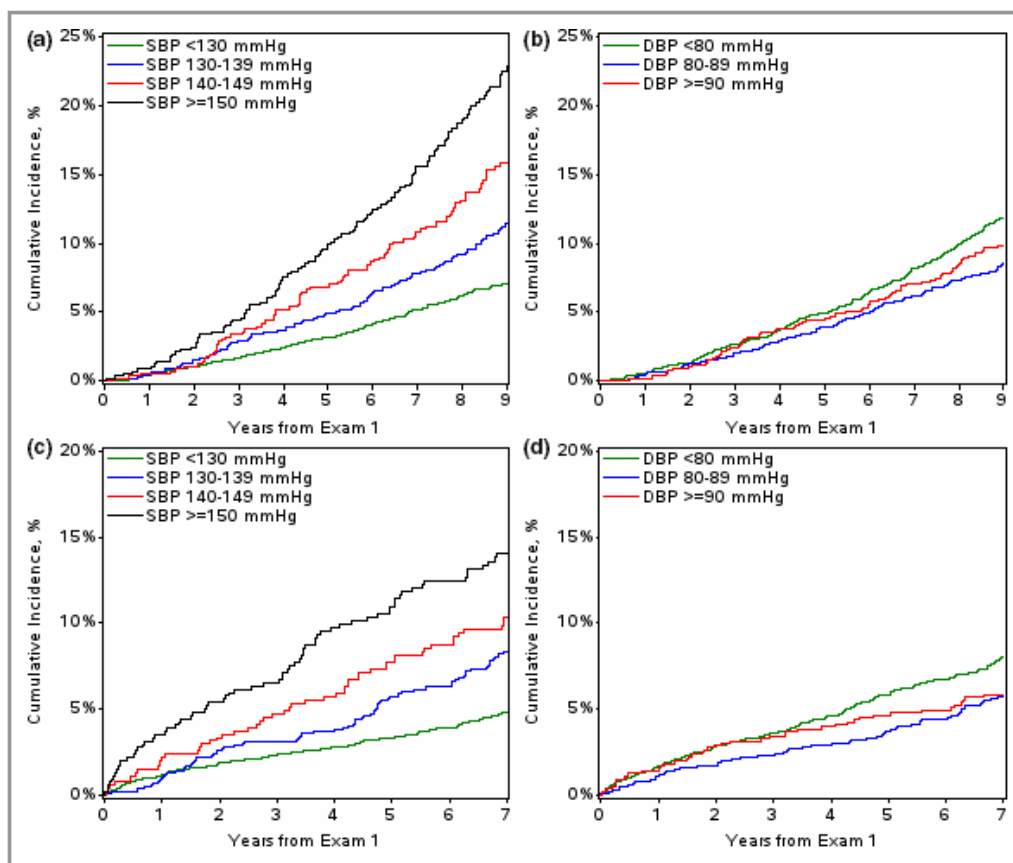 (a)
SBP <130 mmHg
SBP 130-139 mmHg
SBP 140-149 mmHg
SBP >=150 mmHg
25%
20%
15%
10%
5%
0%
Cumulative Incidence, %
0 1 2 3 4 5 6 7 8 9
Years from Exam 1
(b)
DBP <80 mmHg
DBP 80-89 mmHg
DBP >=90 mmHg
25%
20%
15%
10%
5%
0%
Cumulative Incidence, %
0 1 2 3 4 5 6 7 8 9
Years from Exam 1
(c)
SBP <130 mmHg
SBP 130-139 mmHg
SBP 140-149 mmHg
SBP >=150 mmHg
20%
15%
10%
5%
0%
Cumulative Incidence, %
0 1 2 3 4 5 6 7
Years from Exam 1
(d)
DBP <80 mmHg
DBP 80-89 mmHg
DBP >=90 mmHg
20%
15%
10%
5%
0%
Cumulative Incidence, %
0 1 2 3 4 5 6 7
Years from Exam 1